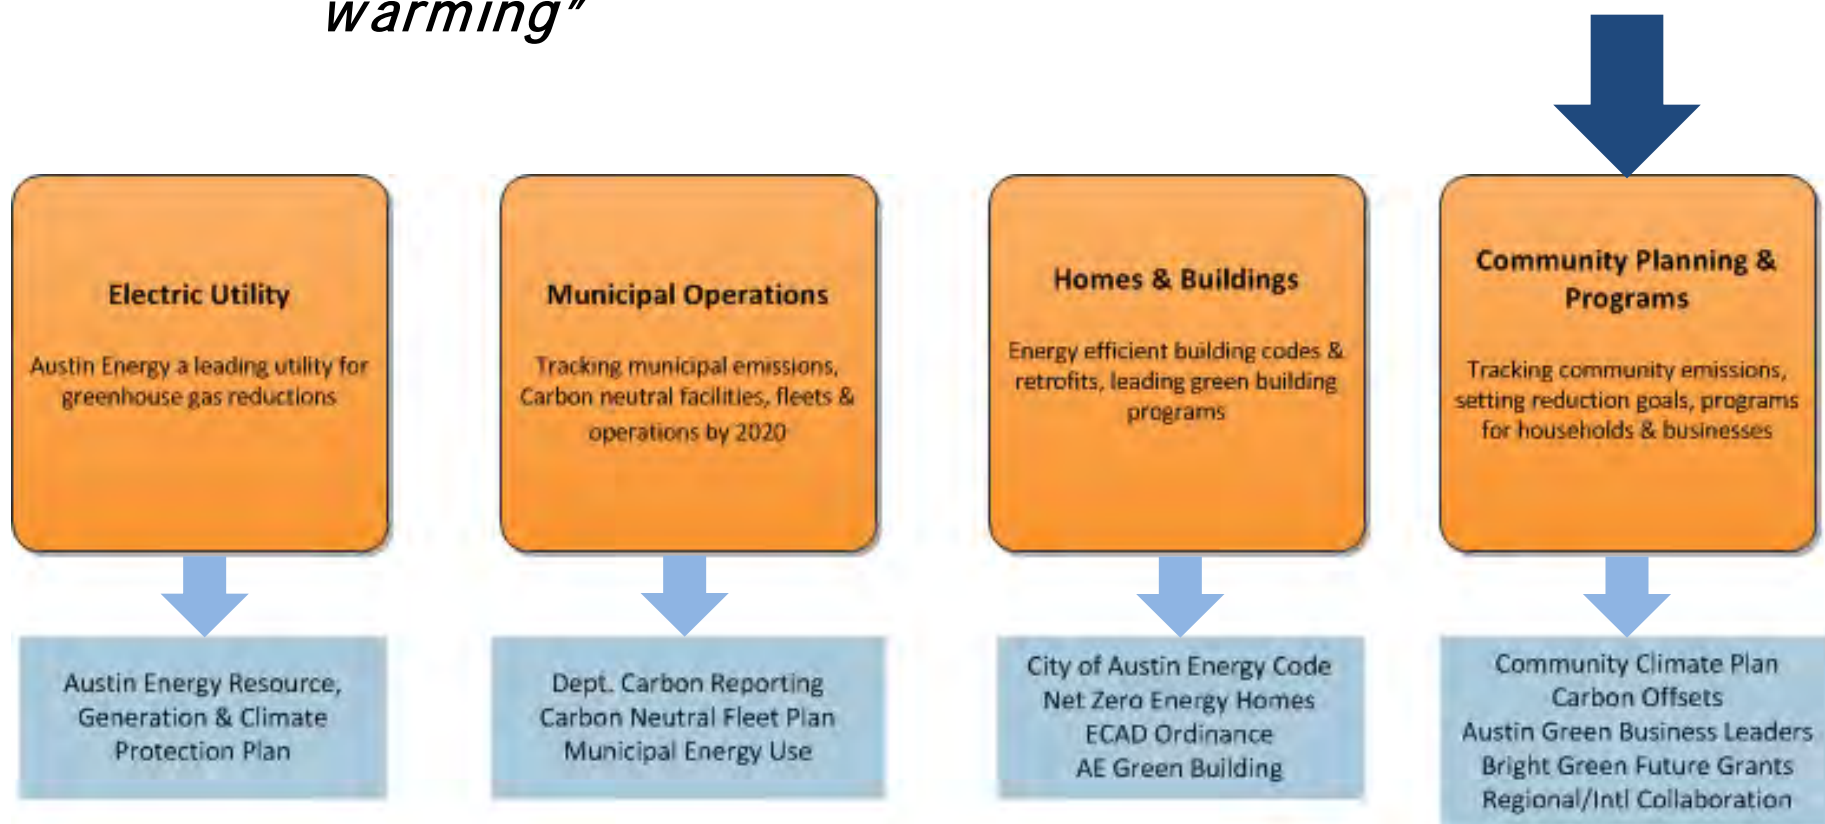 warming"
Electric Utility
Austin Energy a leading utility for
greenhouse gas reductions
Municipal Operations
Tracking municipal emissions,
Carbon neutral facilities, fleets &
operations by 2020
Homes & Buildings
Energy efficient building codes &
retrofits, leading green building
programs
Community Planning &
Programs
Tracking community emissions,
setting reduction goals, programs
for households & businesses
Austin Energy Resource,
Generation & Climate
Protection Plan
Dept. Carbon Reporting
Carbon Neutral Fleet Plan
Municipal Energy Use
City of Austin Energy Code
Net Zero Energy Homes
ECAD Ordinance
AE Green Building
Community Climate Plan
Carbon Offsets
Austin Green Business Leaders
Bright Green Future Grants
Regional/Intl Collaboration